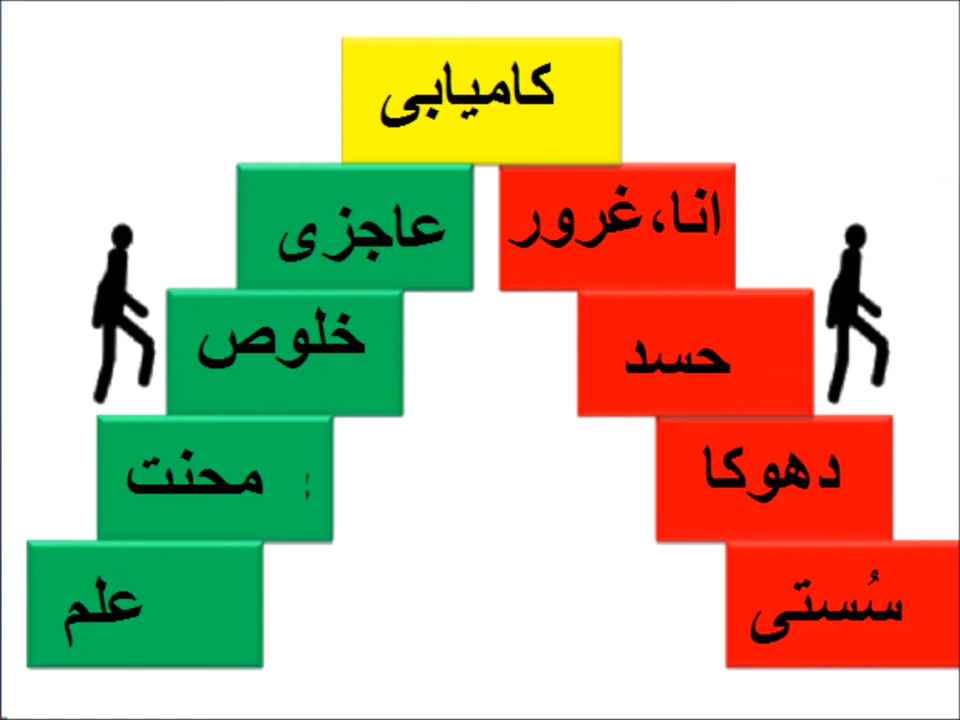 کامیابی
عاجزی
انا،غرور
خلوص
حسد
محنت
دھوکا
علم
سُستی